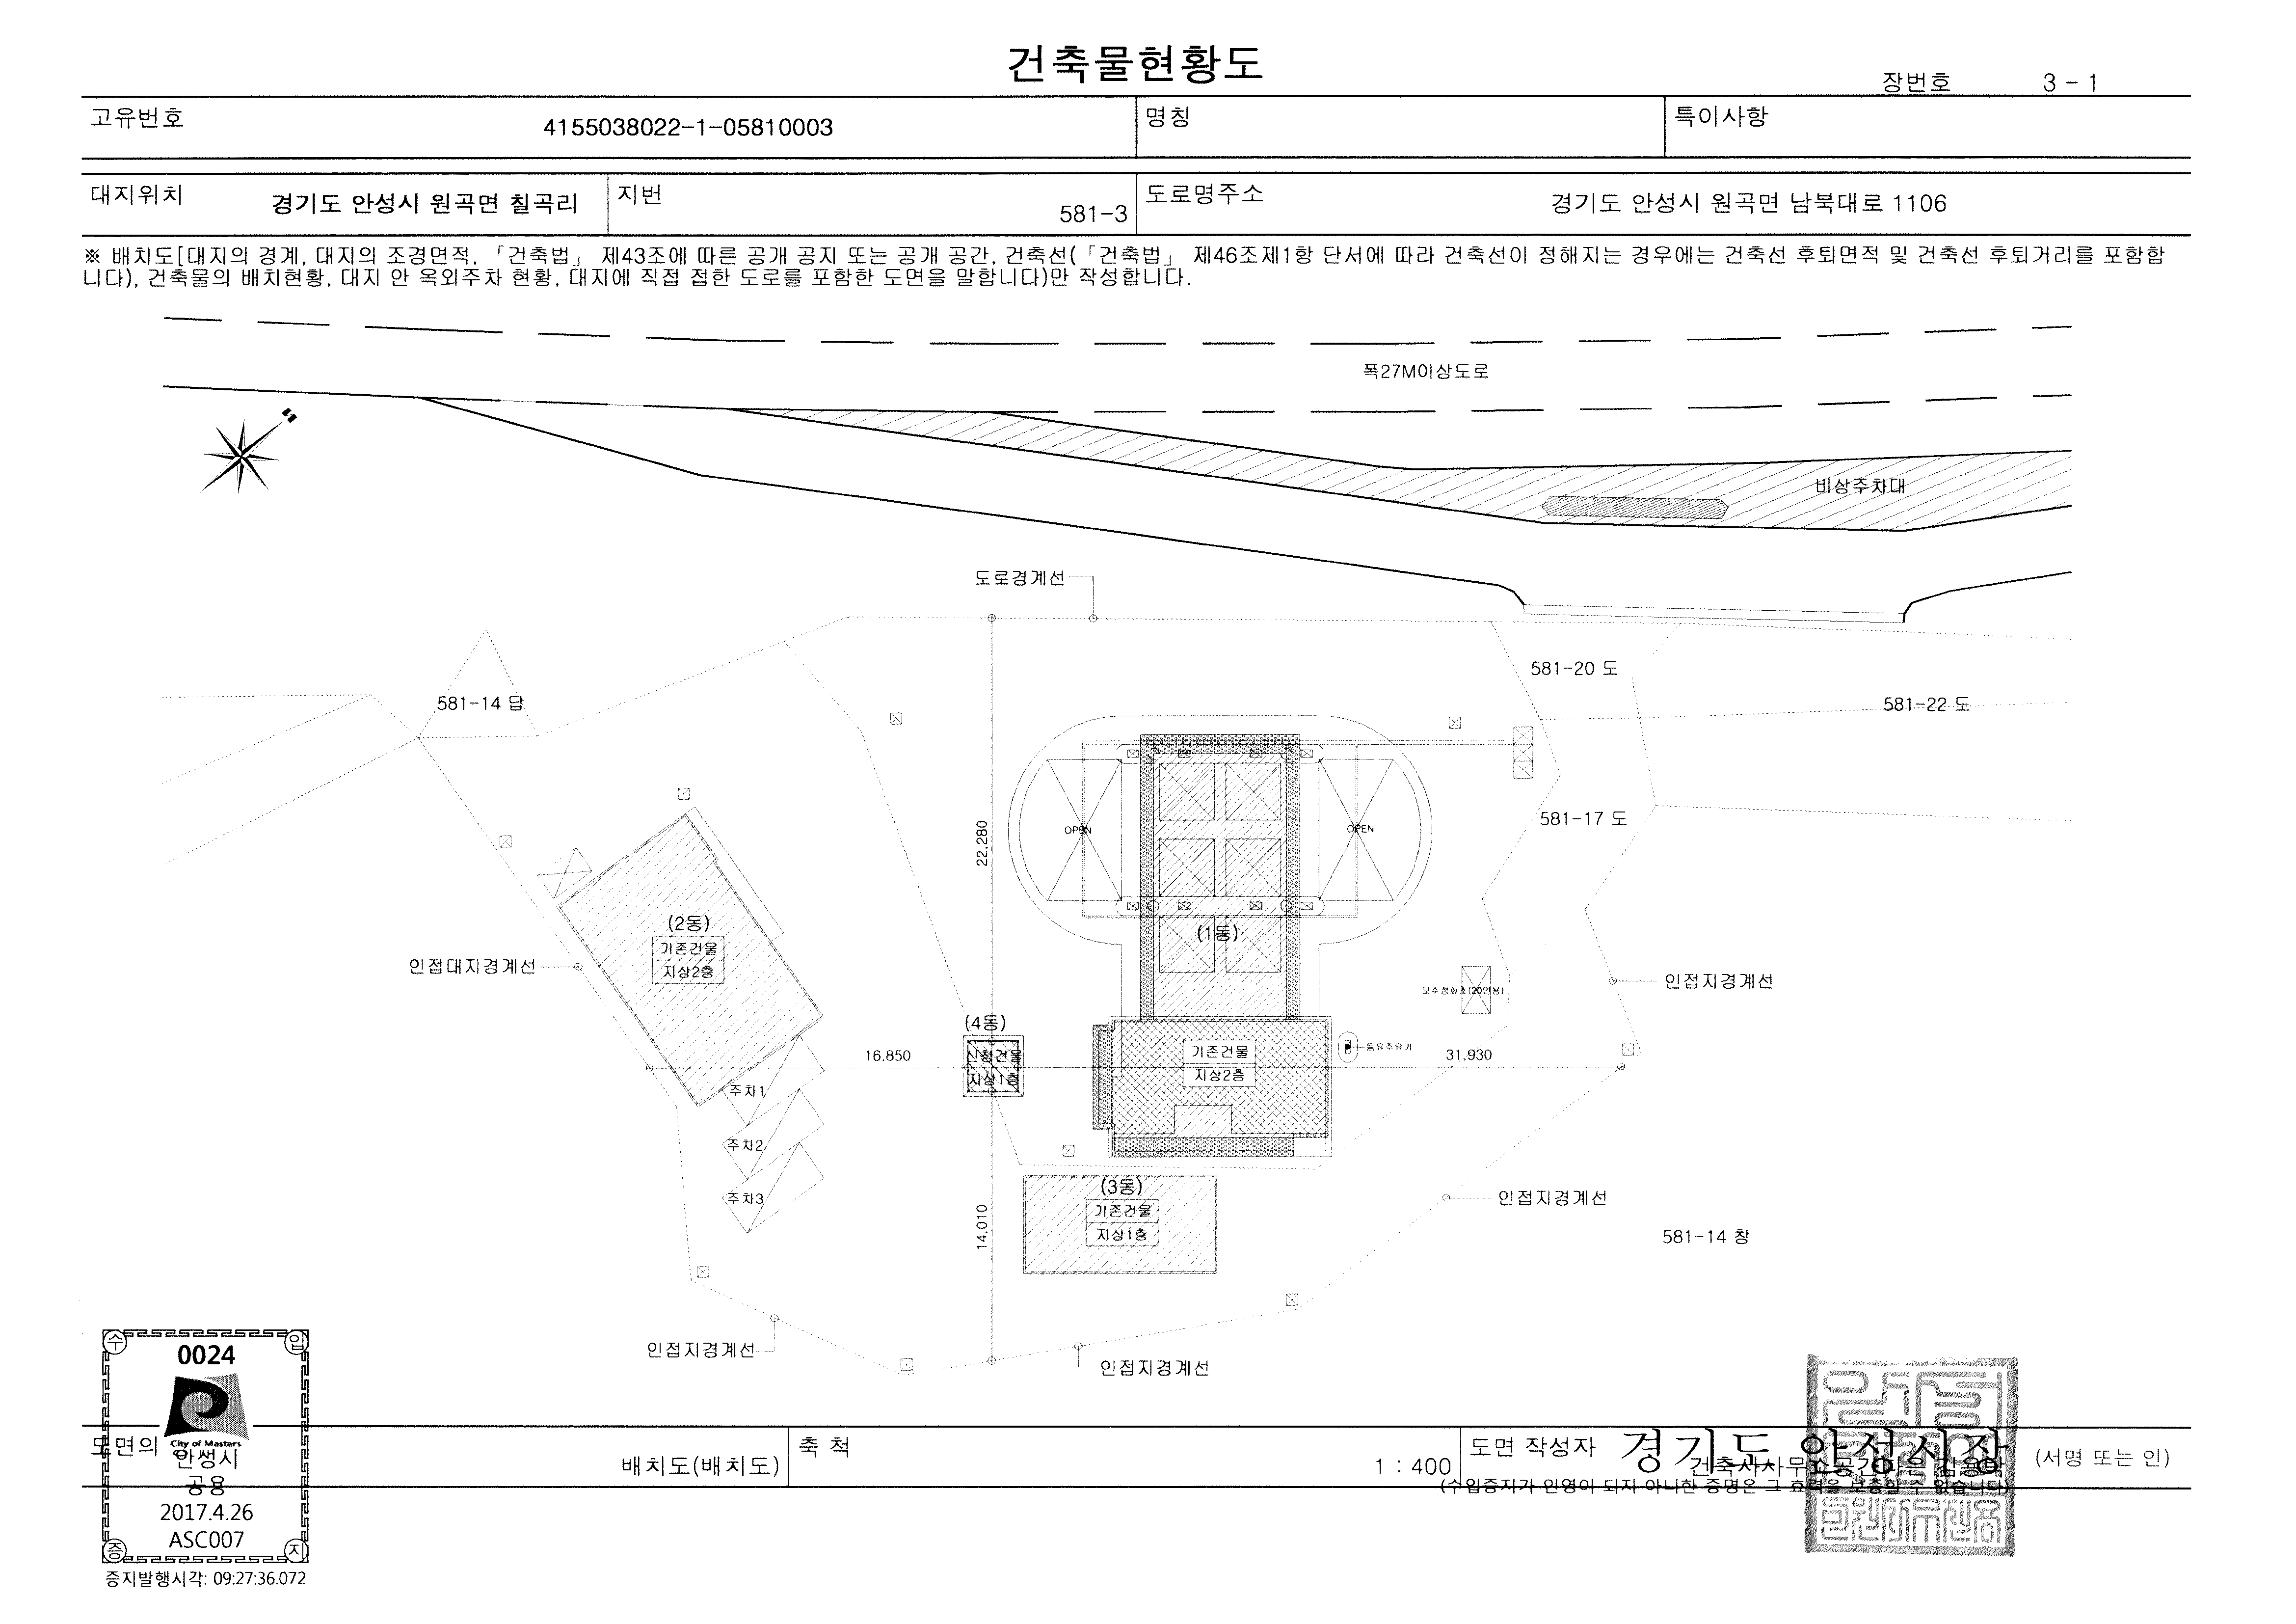 건축물현황도
장번호 3 - 1
고유번호 4155038022-1-05810003 명칭 특이사항
대지위치 경기도 안성시 원곡면 칠곡리 지번 581-3 도로명주소 경기도 안성시 원곡면 남북대로 1106
※ 배치도[대지의 경계, 대지의 조경면적, 「건축법」 제43조에 따른 공개 공지 또는 공개 공간, 건축선(「건축법」 제46조제1항 단서에 따라 건축선이 정해지는 경우에는 건축선 후퇴면적 및 건축선 후퇴거리를 포함합
니다), 건축물의 배치현황, 대지 안 옥외주차 현황, 대지에 직접 접한 도로를 포함한 도면을 말합니다)만 작성합니다.
폭27M이상도로
비상주차대
도로경계선
581-20 도
581-14 답
581-22 도
581-17 도
OPEN
OPEN
22,280
(2동)
기존건물
지상2층
(1동)
인접대지경계선
인접지경계선
오수정화조(20인용)
(4동)
신청건물
지상1층
16.850
기존건물
지상2층
등유주유기
31,930
주차1
주차2
주차3
(3동)
기존건물
지상1층
14,010
인접지경계선
581-14 창
인접지경계선
인접지경계선
수 입
0024
City of Masters
안성시
공용
2017.4.26
ASC007
증 지
증지발행시각: 09:27:36.072
도면의 배치도(배치도) 축 척 1 : 400 도면 작성자 경기도 안성시장 (서명 또는 인)
건축사사무소공간
(수입증지가 인영이 되지 아니한 증명은 그 효력을 보증할 수 없습니다)